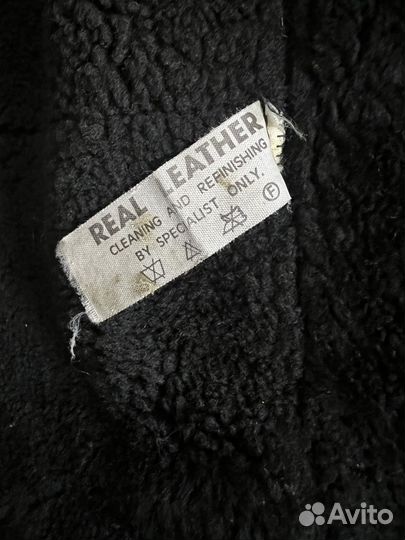 REAL LEATHER
CLEANING AND REFINISHING
BY SPECIALIST ONLY.
F
Avito